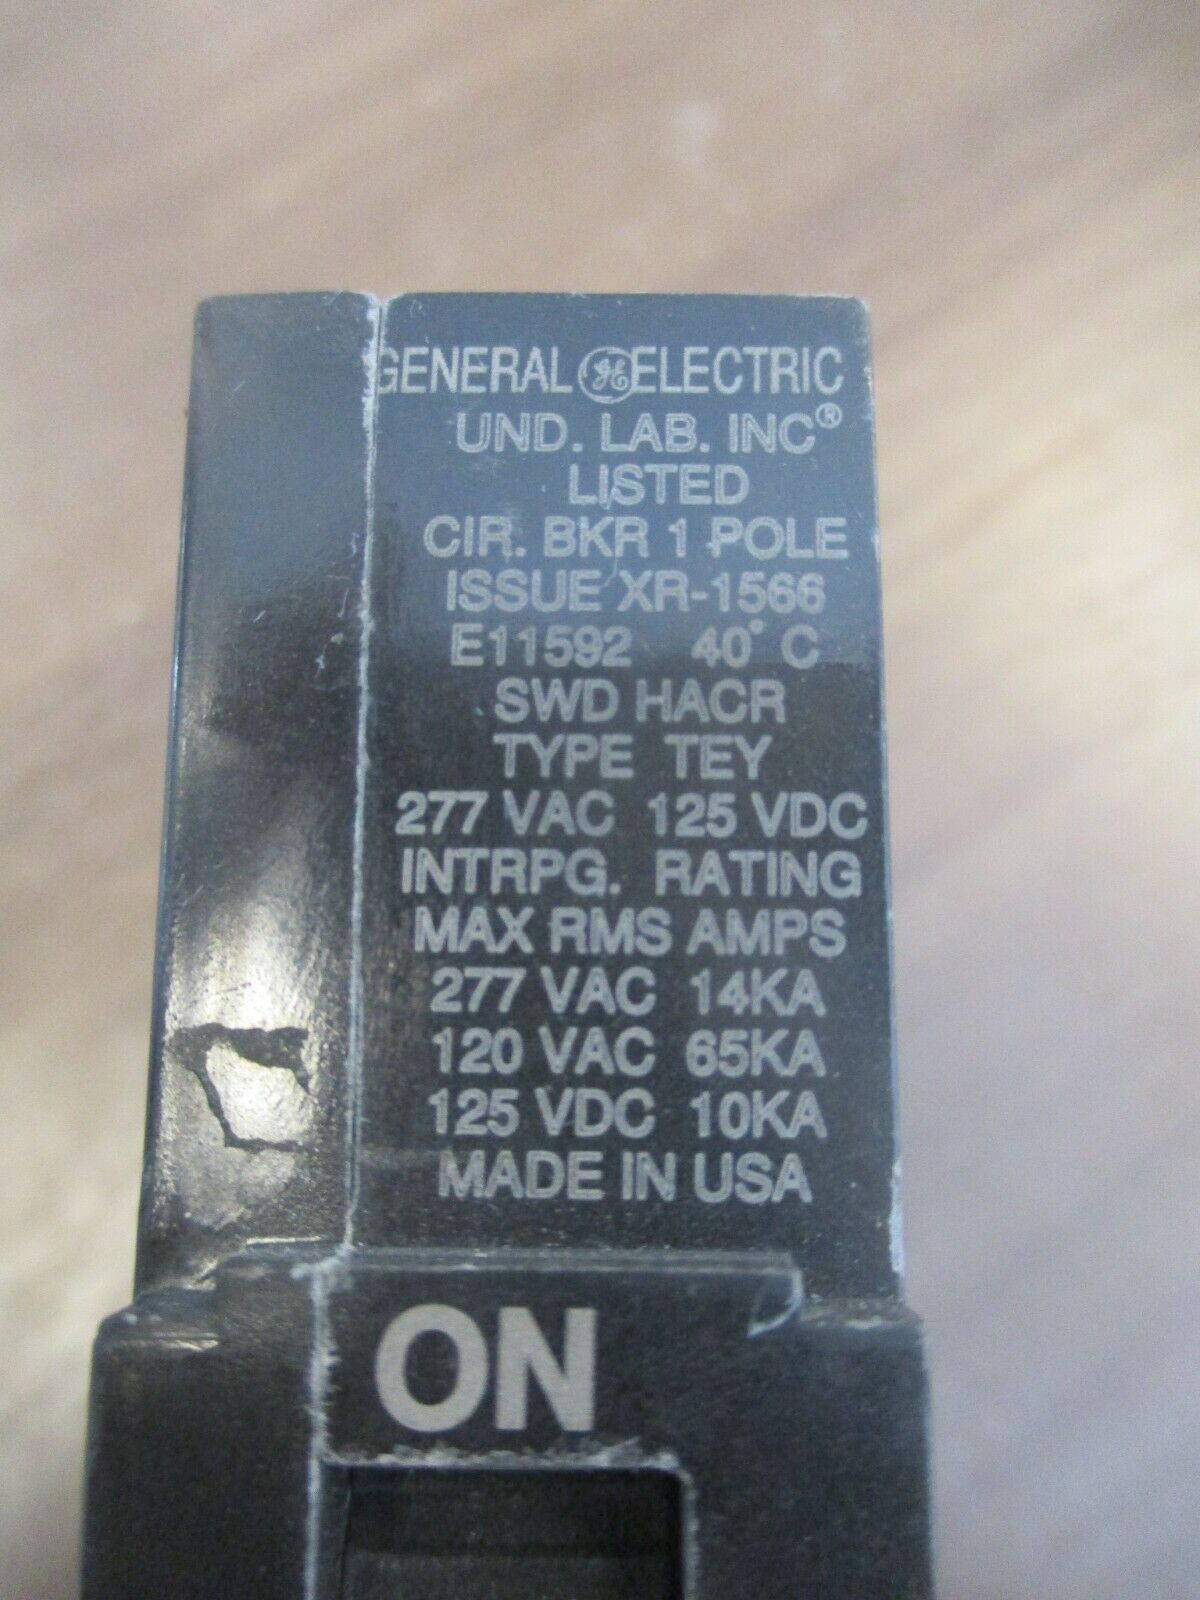 GENERAL GE ELECTRIC
UND. LAB. INC®
LISTED
CIR. BKR 1 POLE
ISSUE XR-1566
E11592 40° C
SWD HACR
TYPE TEY
277 VAC 125 VDC
INTRPG. RATING
MAX RMS AMPS
277 VAC 14KA
120 VAC 65KA
125 VDC 10KA
MADE IN USA
ON